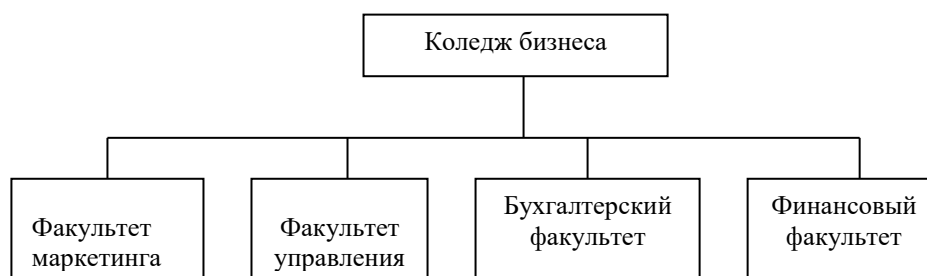 Коледж бизнеса
Факультет
маркетинга
Факультет
управления
Бухгалтерский
факультет
Финансовый
факультет